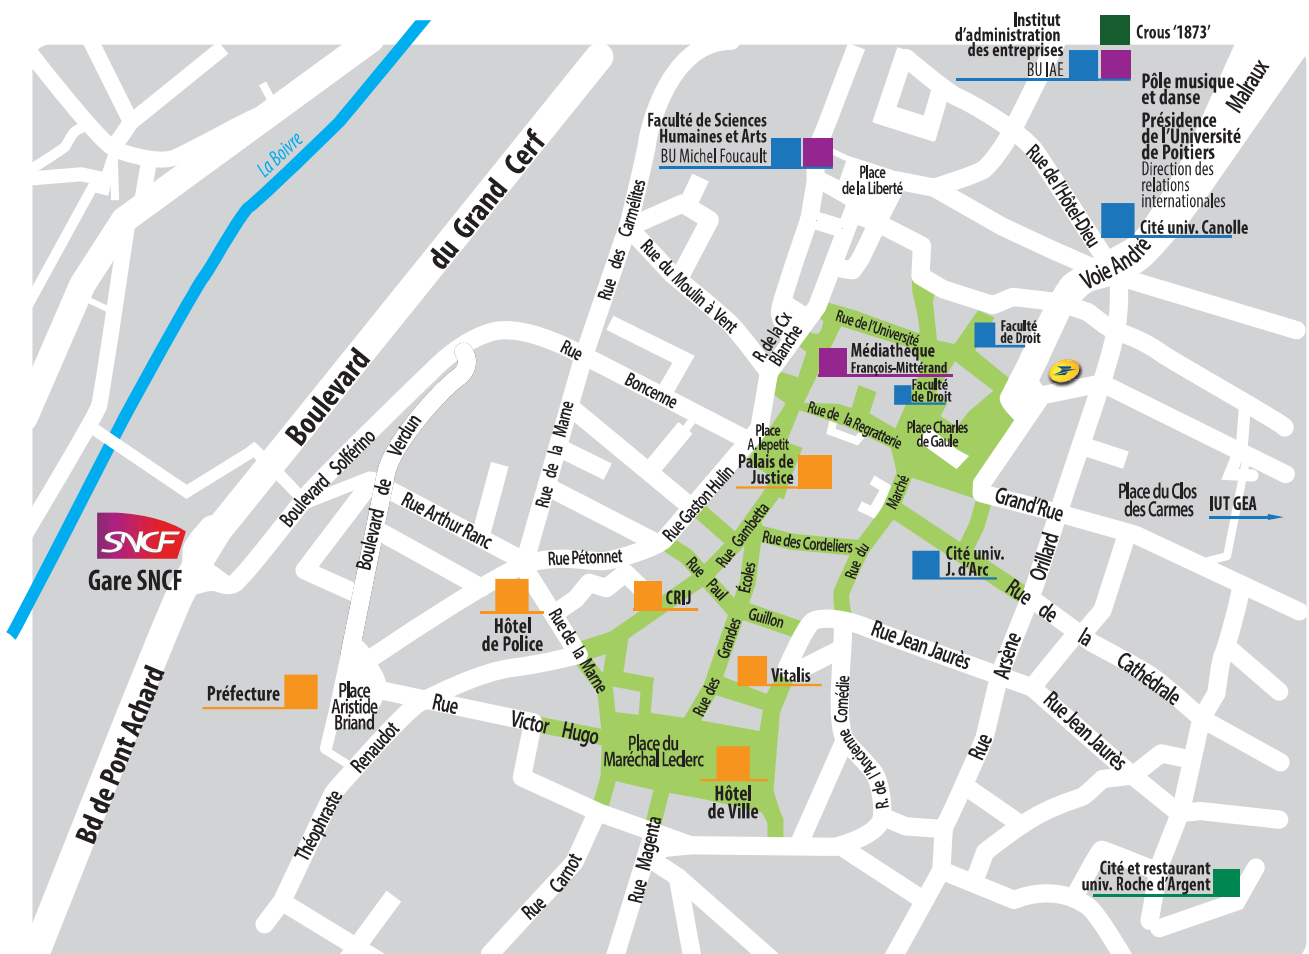 Institut
d'administration
des entreprises
BU IAE
Crous '1873'
Pôle musique
et danse
Présidence
de l'Université
de Poitiers
Direction des
relations
internationales
Cité univ. Canolle
Malraux
Voie André
Rue de l'Hôtel-Dieu
La Boivre
Boulevard du Grand Cerf
Faculté de Sciences
Humaines et Arts
BU Michel Foucault
Place
de la Liberté
Rue des Carmélites
Rue du Moulin à Vent
R. de la Cx
Blanche
Rue de l'Université
Faculté
de Droit
Médiathèque
François-Mittérand
Faculté
de Droit
Rue Boncenne
Rue de la Regratterie
Place Charles
de Gaule
Place
A. lepetit
Palais de
Justice
Boulevard Solférino
Boulevard de Verdun
Rue de la Marne
Rue Arthur Ranc
Rue Gaston Hulin
Rue Gambetta
Rue des Cordeliers
Rue du Marché
Grand'Rue
Place du Clos
des Carmes
IUT GEA
SNCF
Gare SNCF
Rue Pétonnet
Rue Paul Guillon
Cité univ.
J. d'Arc
Rue de la Cathédrale
Rue Arsène Orillard
CRIJ
Hôtel
de Police
Rue de la Marne
Rue des Grandes Écoles
Vitalis
Rue Jean Jaurès
Rue Jean Jaurès
R. de l'Ancienne Comédie
Préfecture
Place
Aristide
Briand
Rue Victor Hugo
Place du
Maréchal Leclerc
Hôtel
de Ville
Bd de Pont Achard
Théophraste Renaudot
Rue Carnot
Rue Magenta
Cité et restaurant
univ. Roche d'Argent